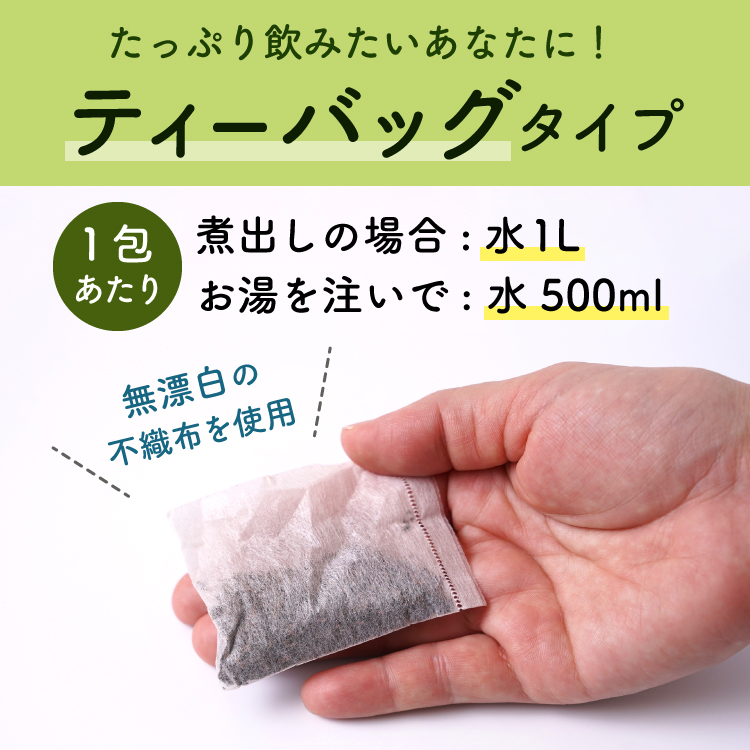 たっぷり飲みたいあなたに！
ティーバッグタイプ
1包
あたり
煮出しの場合：水1L
お湯を注いで：水500ml
無漂白の
不織布を使用